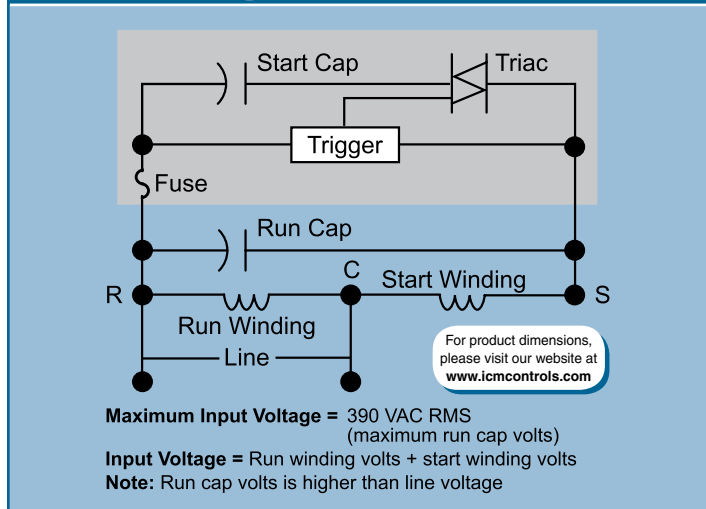 Start Cap
Triac
Trigger
Fuse
Run Cap
R
C
Start Winding
S
Run Winding
Line
For product dimensions,
please visit our website at
www.icmcontrols.com
Maximum Input Voltage = 390 VAC RMS
(maximum run cap volts)
Input Voltage = Run winding volts + start winding volts
Note: Run cap volts is higher than line voltage